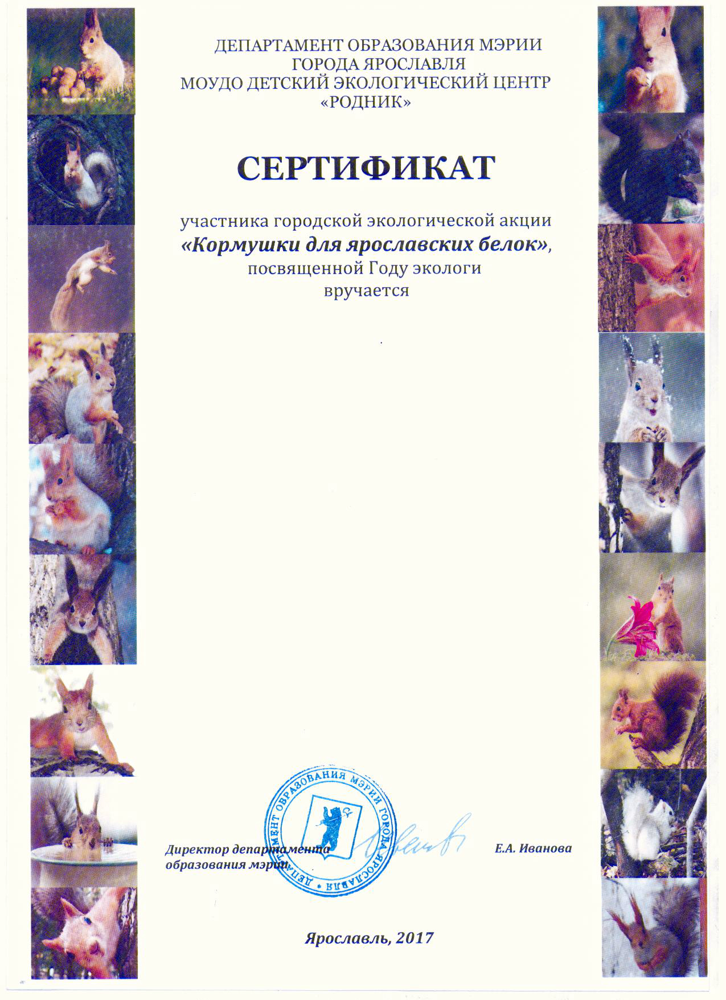 ДЕПАРТАМЕНТ ОБРАЗОВАНИЯ МЭРИИ
ГОРОДА ЯРОСЛАВЛЯ
МОУДО ДЕТСКИЙ ЭКОЛОГИЧЕСКИЙ ЦЕНТР
«РОДНИК»
СЕРТИФИКАТ
участника городской экологической акции
«Кормушки для ярославских белок»,
посвященной Году экологи
вручается
ДЕПАРТАМЕНТ ОБРАЗОВАНИЯ МЭРИИ ГОРОДА ЯРОСЛАВЛЯ *
Директор департамента
образования мэрии
Е.А. Иванова
Ярославль, 2017